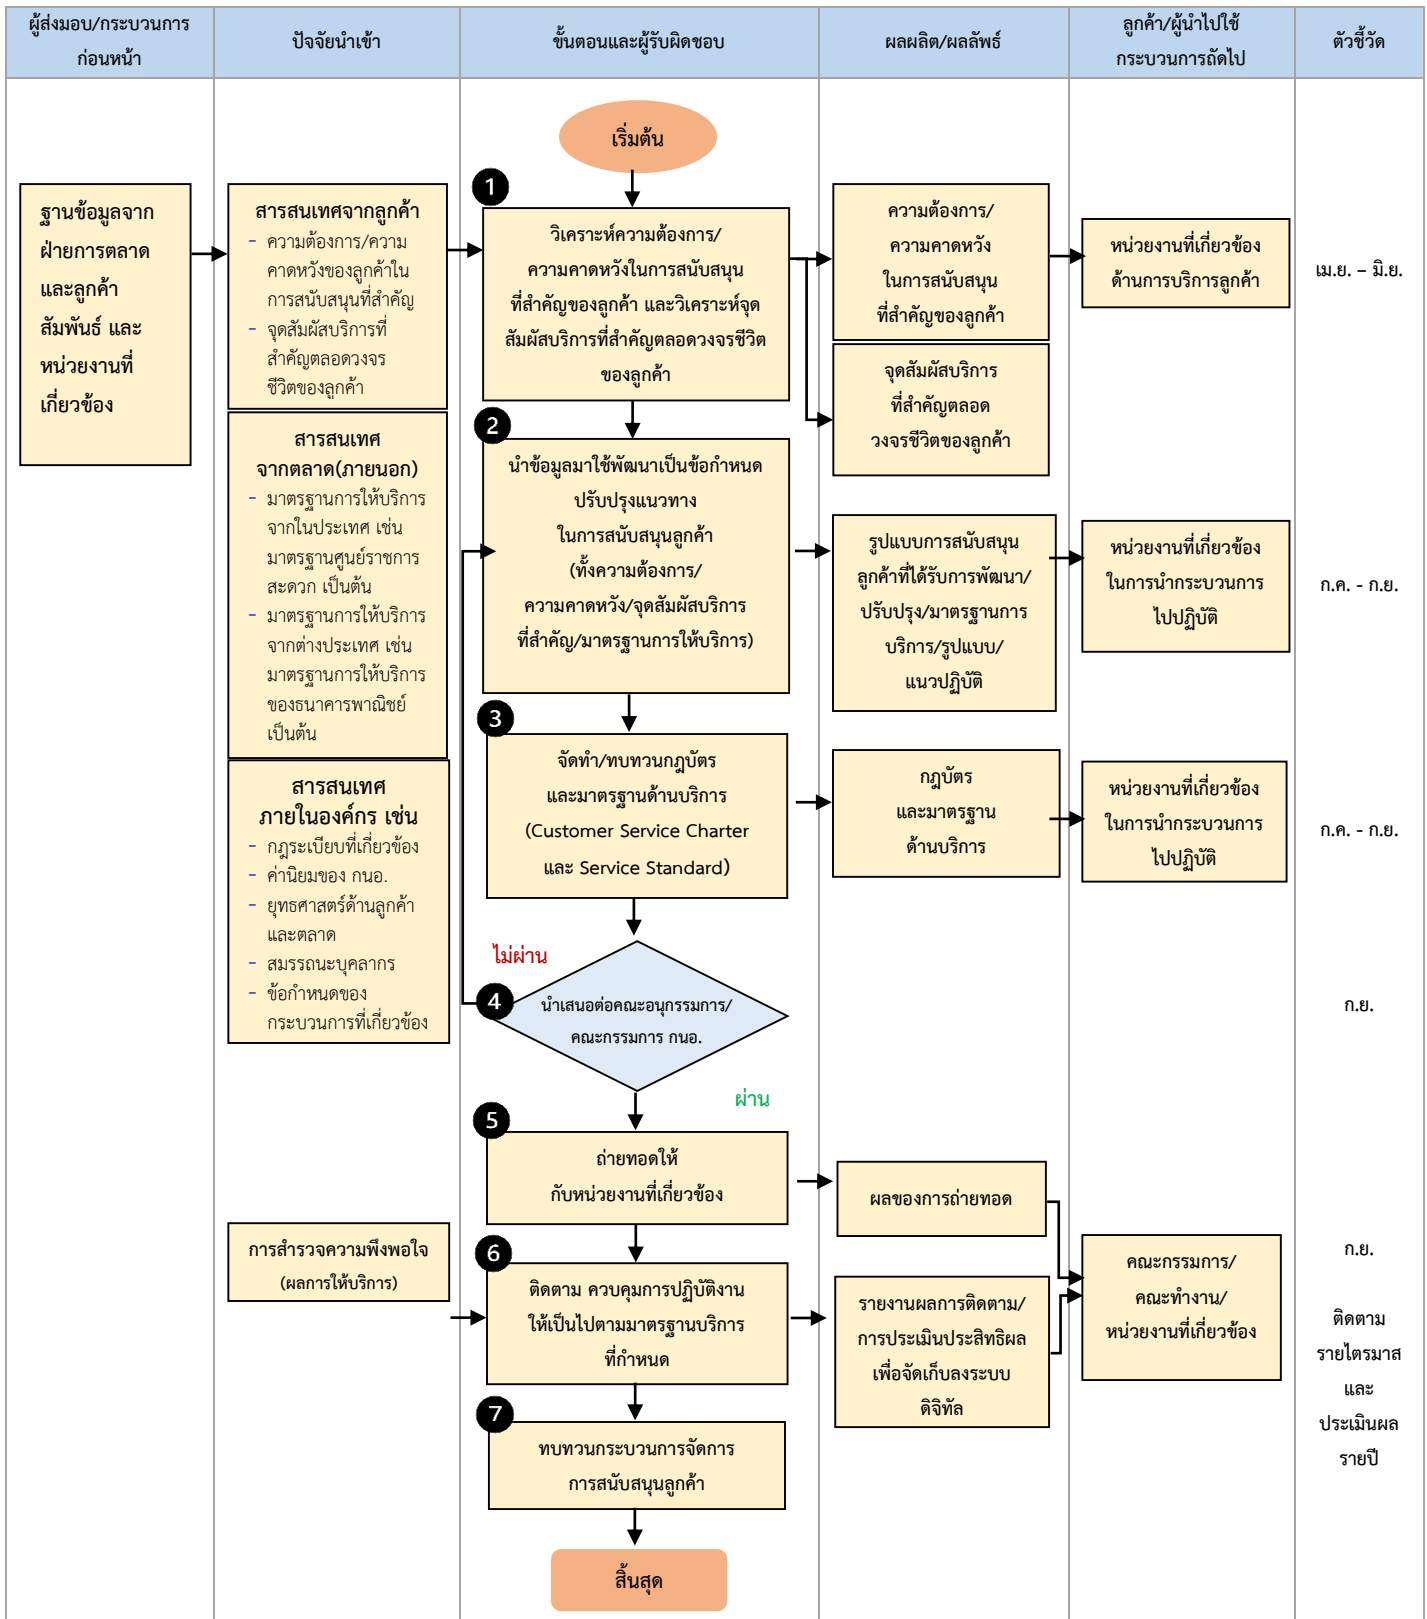 ผู้ส่งมอบ/กระบวนการ
ก่อนหน้า
ปัจจัยนำเข้า
ขั้นตอนและผู้รับผิดชอบ
ผลผลิต/ผลลัพธ์
ลูกค้า/ผู้นำไปใช้
กระบวนการถัดไป
ตัวชี้วัด
เริ่มต้น
ฐานข้อมูลจาก
ฝ่ายการตลาด
และลูกค้า
สัมพันธ์ และ
หน่วยงานที่
เกี่ยวข้อง
สารสนเทศจากลูกค้า
- ความต้องการ/ความ
คาดหวังของลูกค้าใน
การสนับสนุนที่สำคัญ
- จุดสัมผัสบริการที่
สำคัญตลอดวงจร
ชีวิตของลูกค้า
1
วิเคราะห์ความต้องการ/
ความคาดหวังในการสนับสนุน
ที่สำคัญของลูกค้า และวิเคราะห์จุด
สัมผัสบริการที่สำคัญตลอดวงจรชีวิต
ของลูกค้า
ความต้องการ/
ความคาดหวัง
ในการสนับสนุน
ที่สำคัญของลูกค้า
จุดสัมผัสบริการ
ที่สำคัญตลอด
วงจรชีวิตของลูกค้า
หน่วยงานที่เกี่ยวข้อง
ด้านการบริการลูกค้า
เม.ย. – มิ.ย.
สารสนเทศ
จากตลาด(ภายนอก)
- มาตรฐานการให้บริการ
จากในประเทศ เช่น
มาตรฐานศูนย์ราชการ
สะดวก เป็นต้น
- มาตรฐานการให้บริการ
จากต่างประเทศ เช่น
มาตรฐานการให้บริการ
ของธนาคารพาณิชย์
เป็นต้น
2
นำข้อมูลมาใช้พัฒนาเป็นข้อกำหนด
ปรับปรุงแนวทาง
ในการสนับสนุนลูกค้า
(ทั้งความต้องการ/
ความคาดหวัง/จุดสัมผัสบริการ
ที่สำคัญ/มาตรฐานการให้บริการ)
รูปแบบการสนับสนุน
ลูกค้าที่ได้รับการพัฒนา/
ปรับปรุง/มาตรฐานการ
บริการ/รูปแบบ/
แนวปฏิบัติ
หน่วยงานที่เกี่ยวข้อง
ในการนำกระบวนการ
ไปปฏิบัติ
ก.ค. - ก.ย.
สารสนเทศ
ภายในองค์กร เช่น
- กฎระเบียบที่เกี่ยวข้อง
- ค่านิยมของ กนอ.
- ยุทธศาสตร์ด้านลูกค้า
และตลาด
- สมรรถนะบุคลากร
- ข้อกำหนดของ
กระบวนการที่เกี่ยวข้อง
3
จัดทำ/ทบทวนกฎบัตร
และมาตรฐานด้านบริการ
(Customer Service Charter
และ Service Standard)
กฎบัตร
และมาตรฐาน
ด้านบริการ
หน่วยงานที่เกี่ยวข้อง
ในการนำกระบวนการ
ไปปฏิบัติ
ก.ค. - ก.ย.
ไม่ผ่าน
4
นำเสนอต่อคณะอนุกรรมการ/
คณะกรรมการ กนอ.
ก.ย.
ผ่าน
5
ถ่ายทอดให้
กับหน่วยงานที่เกี่ยวข้อง
ผลของการถ่ายทอด
การสำรวจความพึงพอใจ
(ผลการให้บริการ)
6
ติดตาม ควบคุมการปฏิบัติงาน
ให้เป็นไปตามมาตรฐานบริการ
ที่กำหนด
รายงานผลการติดตาม/
การประเมินประสิทธิผล
เพื่อจัดเก็บลงระบบ
ดิจิทัล
คณะกรรมการ/
คณะทำงาน/
หน่วยงานที่เกี่ยวข้อง
ก.ย.
ติดตาม
รายไตรมาส
และ
ประเมินผล
รายปี
7
ทบทวนกระบวนการจัดการ
การสนับสนุนลูกค้า
สิ้นสุด